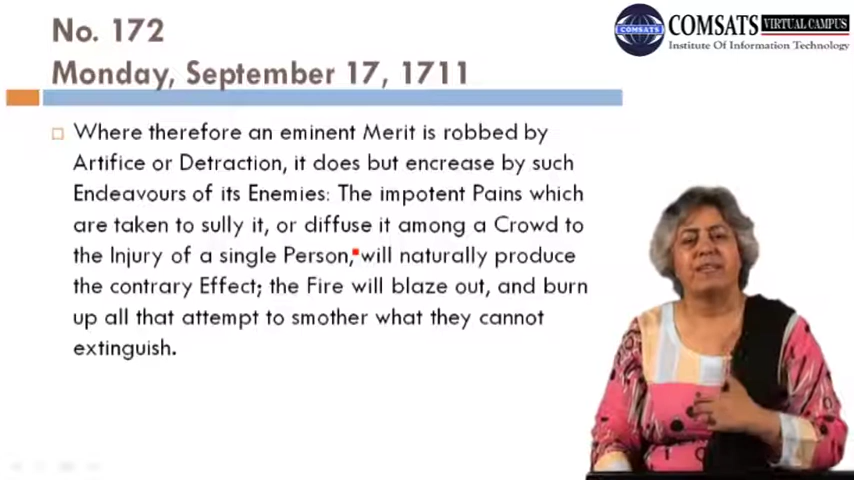 No. 172
Monday, September 17, 1711
COMSATS
COMSATS VIRTUAL CAMPUS
Institute Of Information Technology
Where therefore an eminent Merit is robbed by
Artifice or Detraction, it does but encrease by such
Endeavours of its Enemies: The impotent Pains which
are taken to sully it, or diffuse it among a Crowd to
the Injury of a single Person, will naturally produce
the contrary Effect; the Fire will blaze out, and burn
up all that attempt to smother what they cannot
extinguish.